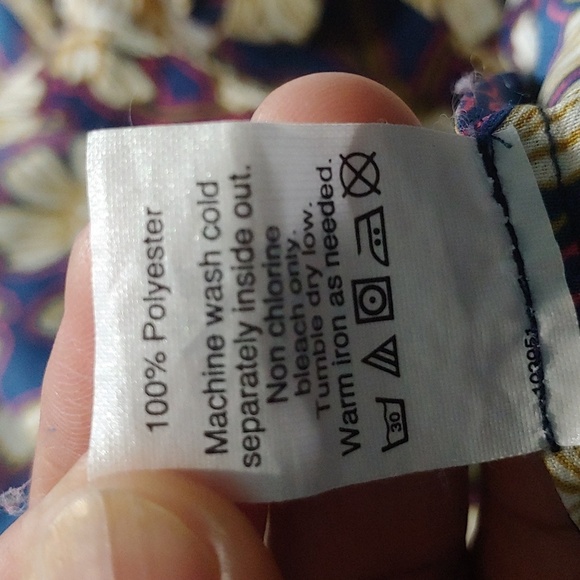 100% Polyester
Machine wash cold
separately inside out.
Non chlorine
bleach only.
Tumble dry low.
Warm iron as needed.
30